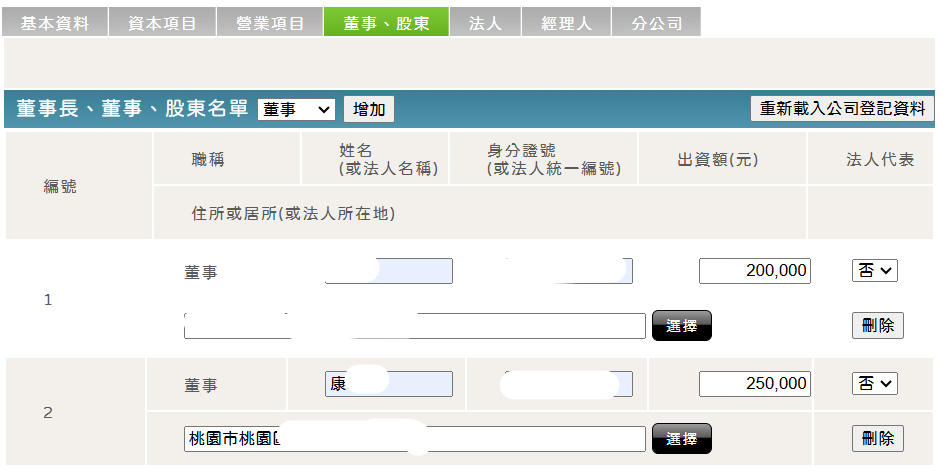 基本資料 資本項目 營業項目 董事、股東 法人 經理人 分公司
董事長、董事、股東名單 董事 增加 重新載入公司登記資料
編號 職稱 姓名(或法人名稱) 身分證號(或法人統一編號) 出資額(元) 法人代表
住所或居所(或法人所在地)
1 董事 200,000 否
選擇 刪除
2 董事 康 250,000 否
桃園市桃園 選擇 刪除